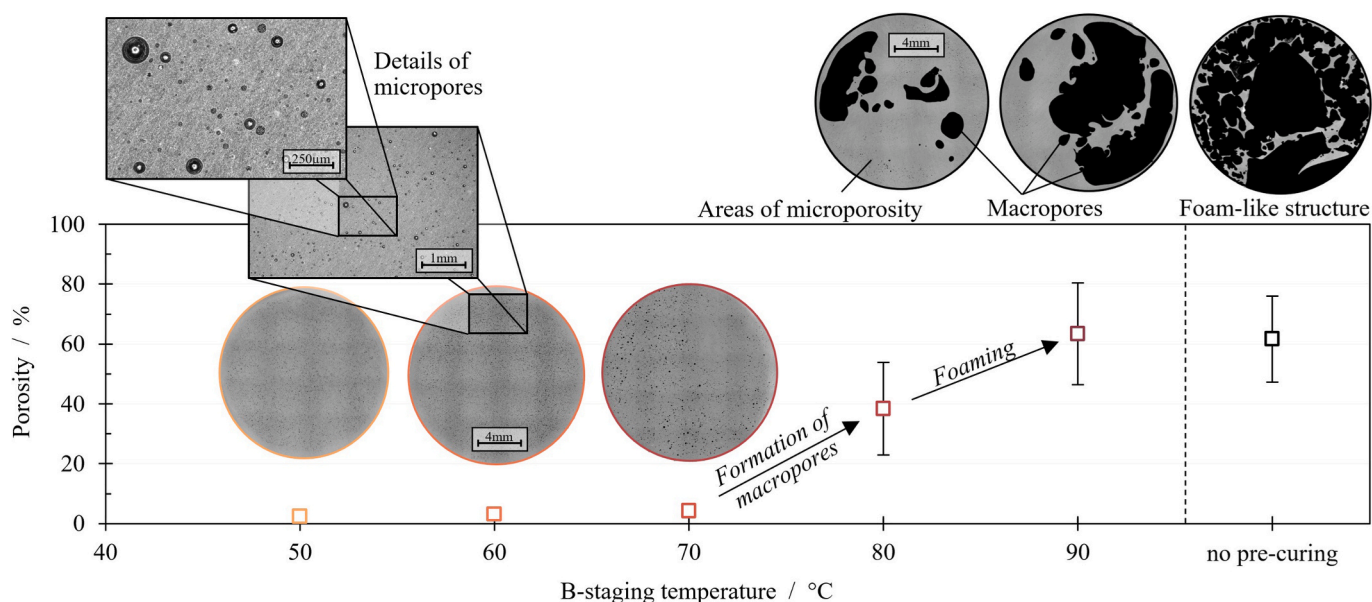 Details of
micropores
250µm
1mm
4mm
4mm
Areas of microporosity
Macropores
Foam-like structure
Porosity / %
100
80
60
40
20
0
Formation of
macropores
Foaming
40
50
60
70
80
90
no pre-curing
B-staging temperature / °C